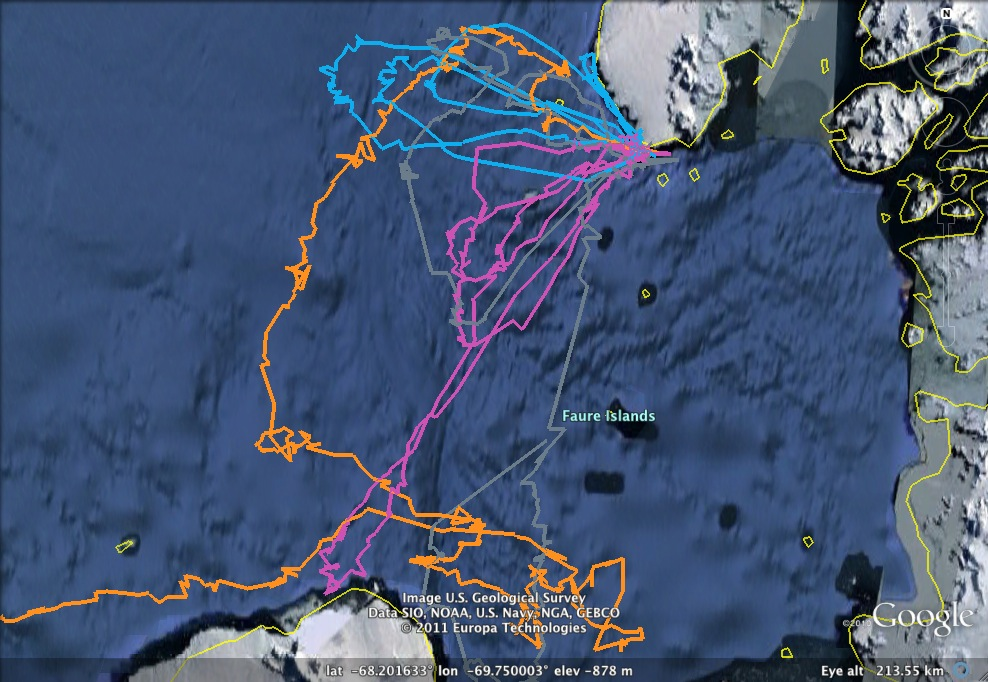 N
Faure Islands
Image U.S. Geological Survey
Data SIO, NOAA, U.S. Navy, NGA, GEBCO
© 2011 Europa Technologies
©2010 Google
lat -68.201633° lon -69.750003° elev -878 m
Eye alt 213.55 km